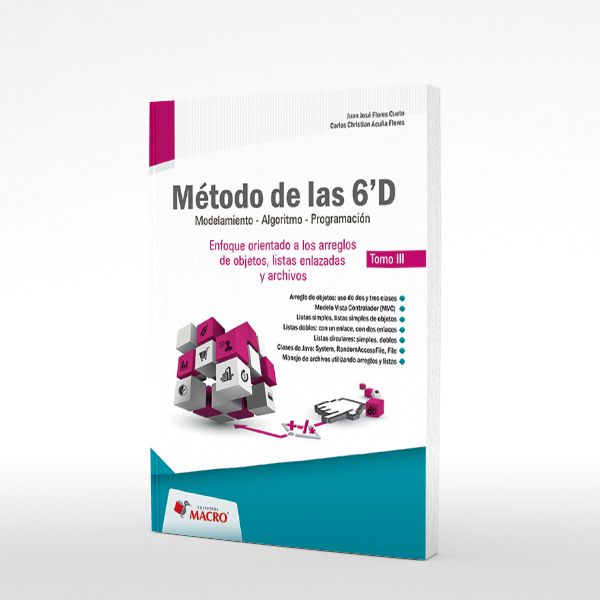 Juan José Flores Cueto
Carlos Christian Acuña Flores
Método de las 6'D
Modelamiento - Algoritmo - Programación
Enfoque orientado a los arreglos
de objetos, listas enlazadas
y archivos
Tomo III
Arreglo de objetos: uso de dos y tres clases
Modelo Vista Controlador (MVC)
Listas simples, listas simples de objetos
Listas dobles: con un enlace, con dos enlaces
Listas circulares: simples, dobles
Clases de Java: System, RandomAccessFile, File
Manejo de archivos utilizando arreglos y listas
+-/*
EDITORIAL
MACRO®